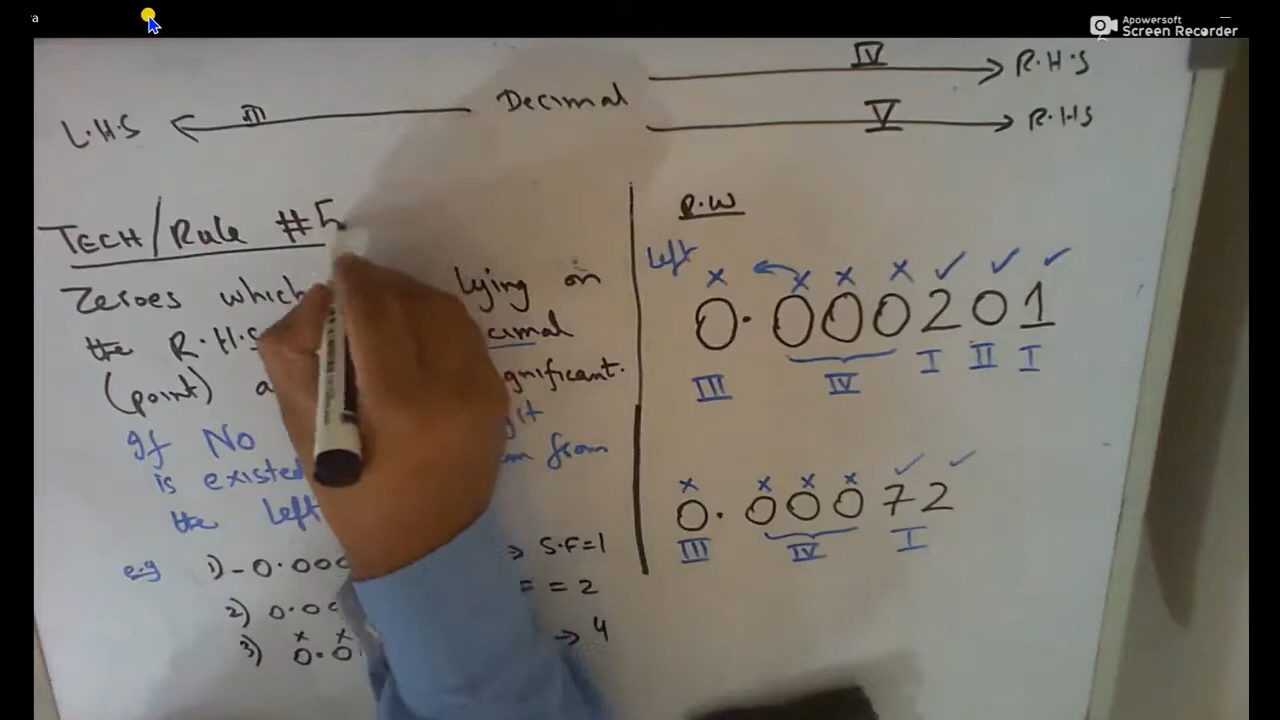 a
Apowersoft
Screen Recorder
IV
R.H.S
Decimal
III
L.H.S
V
R.H.S
TECH/Rule #5
Zeroes which lying on
the R.H.S cimal
(point) gnificant.
If No git
is existed from
the left
e.g 1) - 0.00 S.F=1
2) 0.00 = = 2
x x
3) 0.0 → 4
R.W
Left
x x x x ✓ ✓ ✓
0.000201
III IV I II I
x x x x ✓ ✓
0.00072
III IV I